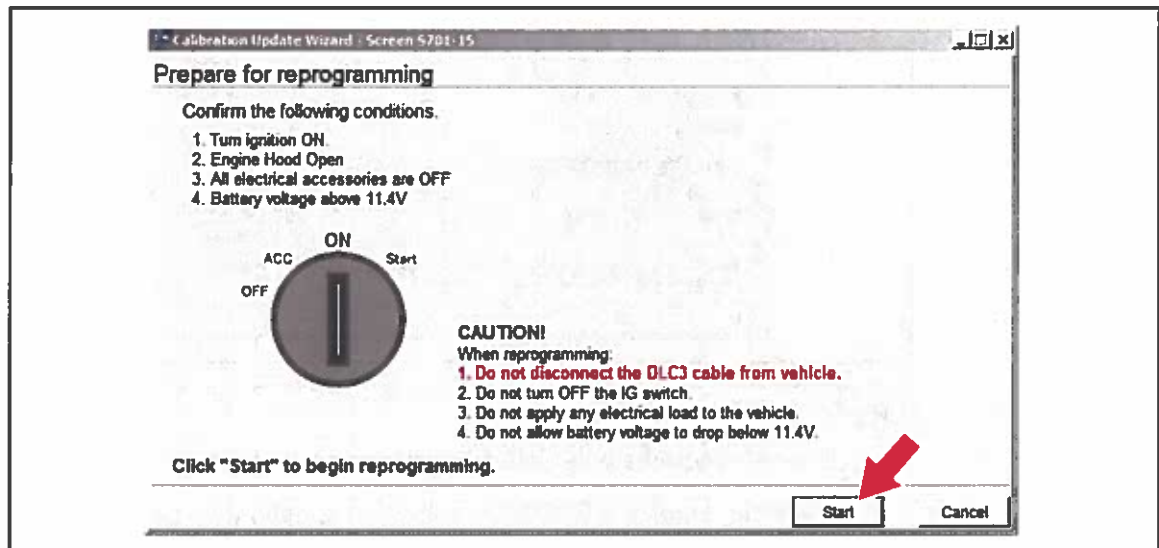 Calibration Update Wizard - Screen S701-15
Prepare for reprogramming
Confirm the following conditions.
1. Turn ignition ON.
2. Engine Hood Open
3. All electrical accessories are OFF
4. Battery voltage above 11.4V
ON
ACC
Start
OFF
CAUTION!
When reprogramming:
1. Do not disconnect the DLC3 cable from vehicle.
2. Do not turn OFF the IG switch.
3. Do not apply any electrical load to the vehicle.
4. Do not allow battery voltage to drop below 11.4V.
Click "Start" to begin reprogramming.
Start
Cancel